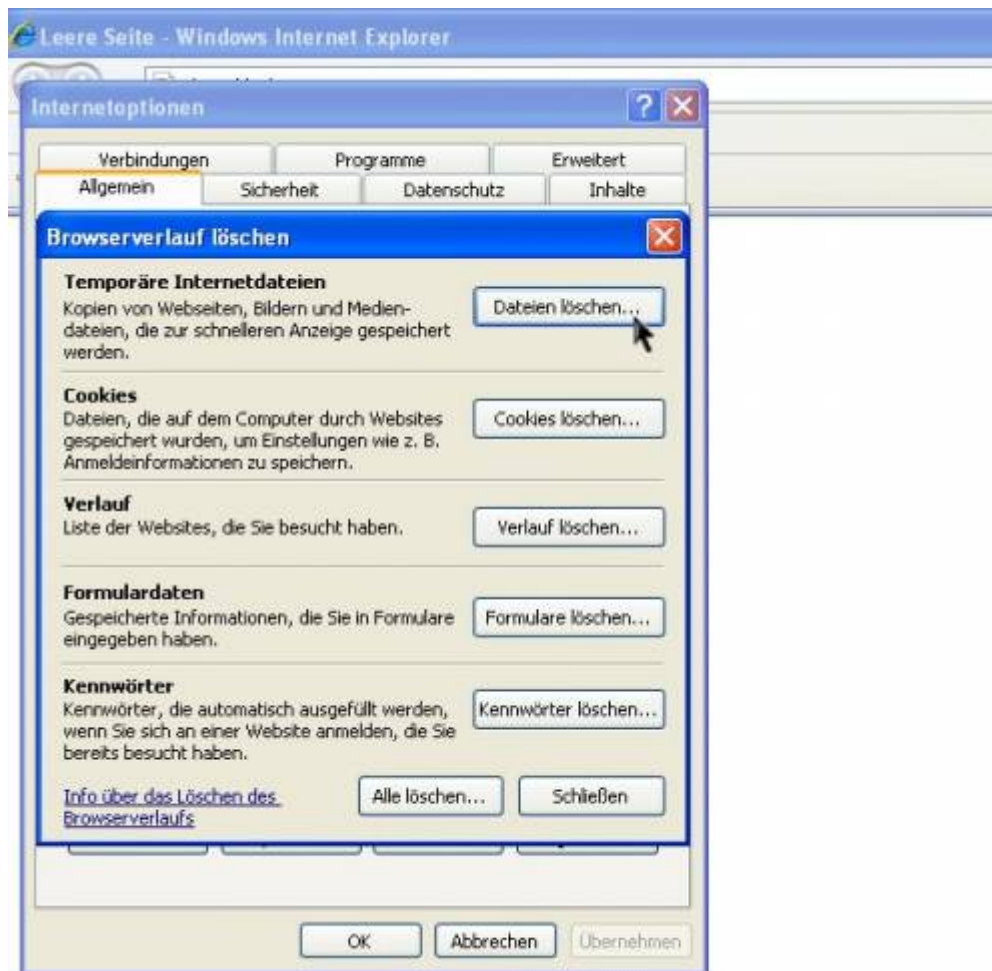 Leere Seite - Windows Internet Explorer
Internetoptionen
Verbindungen Programme Erweitert
Allgemein Sicherheit Datenschutz Inhalte
Browserverlauf löschen
Temporäre Internetdateien
Kopien von Webseiten, Bildern und Medien-
dateien, die zur schnelleren Anzeige gespeichert
werden.
Dateien löschen...
Cookies
Dateien, die auf dem Computer durch Websites
gespeichert wurden, um Einstellungen wie z. B.
Anmeldeinformationen zu speichern.
Cookies löschen...
Verlauf
Liste der Websites, die Sie besucht haben.
Verlauf löschen...
Formulardaten
Gespeicherte Informationen, die Sie in Formulare
eingegeben haben.
Formulare löschen...
Kennwörter
Kennwörter, die automatisch ausgefüllt werden,
wenn Sie sich an einer Website anmelden, die Sie
bereits besucht haben.
Kennwörter löschen...
Info über das Löschen des
Browserverlaufs
Alle löschen... Schließen
OK Abbrechen Übernehmen